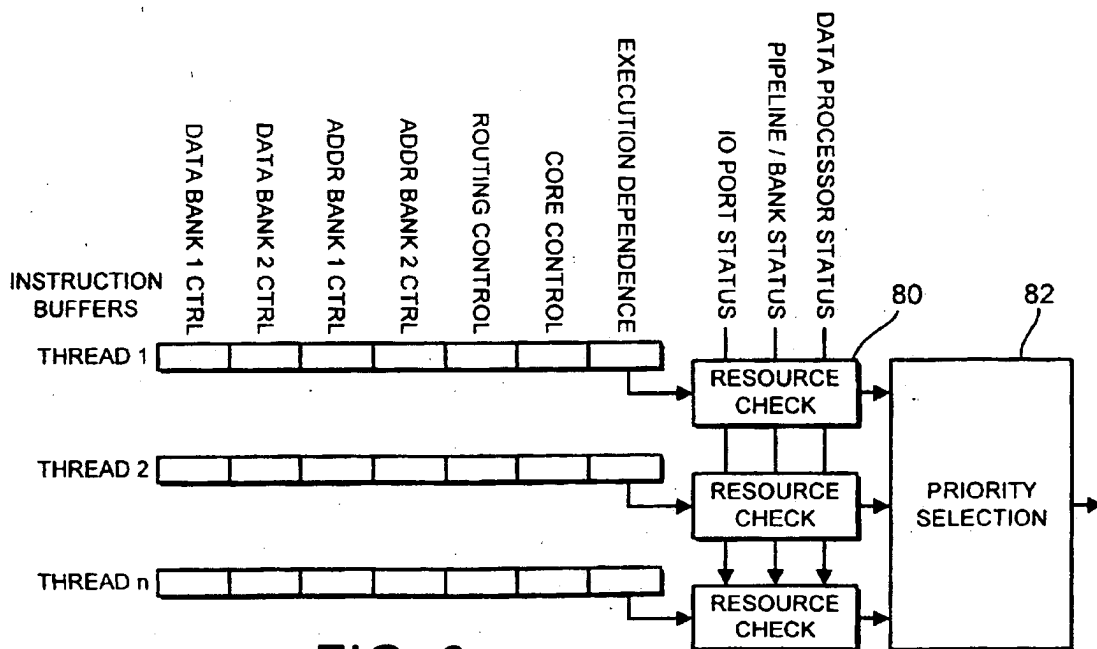 DATA BANK 1 CTRL
DATA BANK 2 CTRL
ADDR BANK 1 CTRL
ADDR BANK 2 CTRL
ROUTING CONTROL
CORE CONTROL
EXECUTION DEPENDENCE
IO PORT STATUS
PIPELINE / BANK STATUS
DATA PROCESSOR STATUS
INSTRUCTION
BUFFERS
80
82
THREAD 1
RESOURCE
CHECK
THREAD 2
RESOURCE
CHECK
PRIORITY
SELECTION
THREAD n
RESOURCE
CHECK